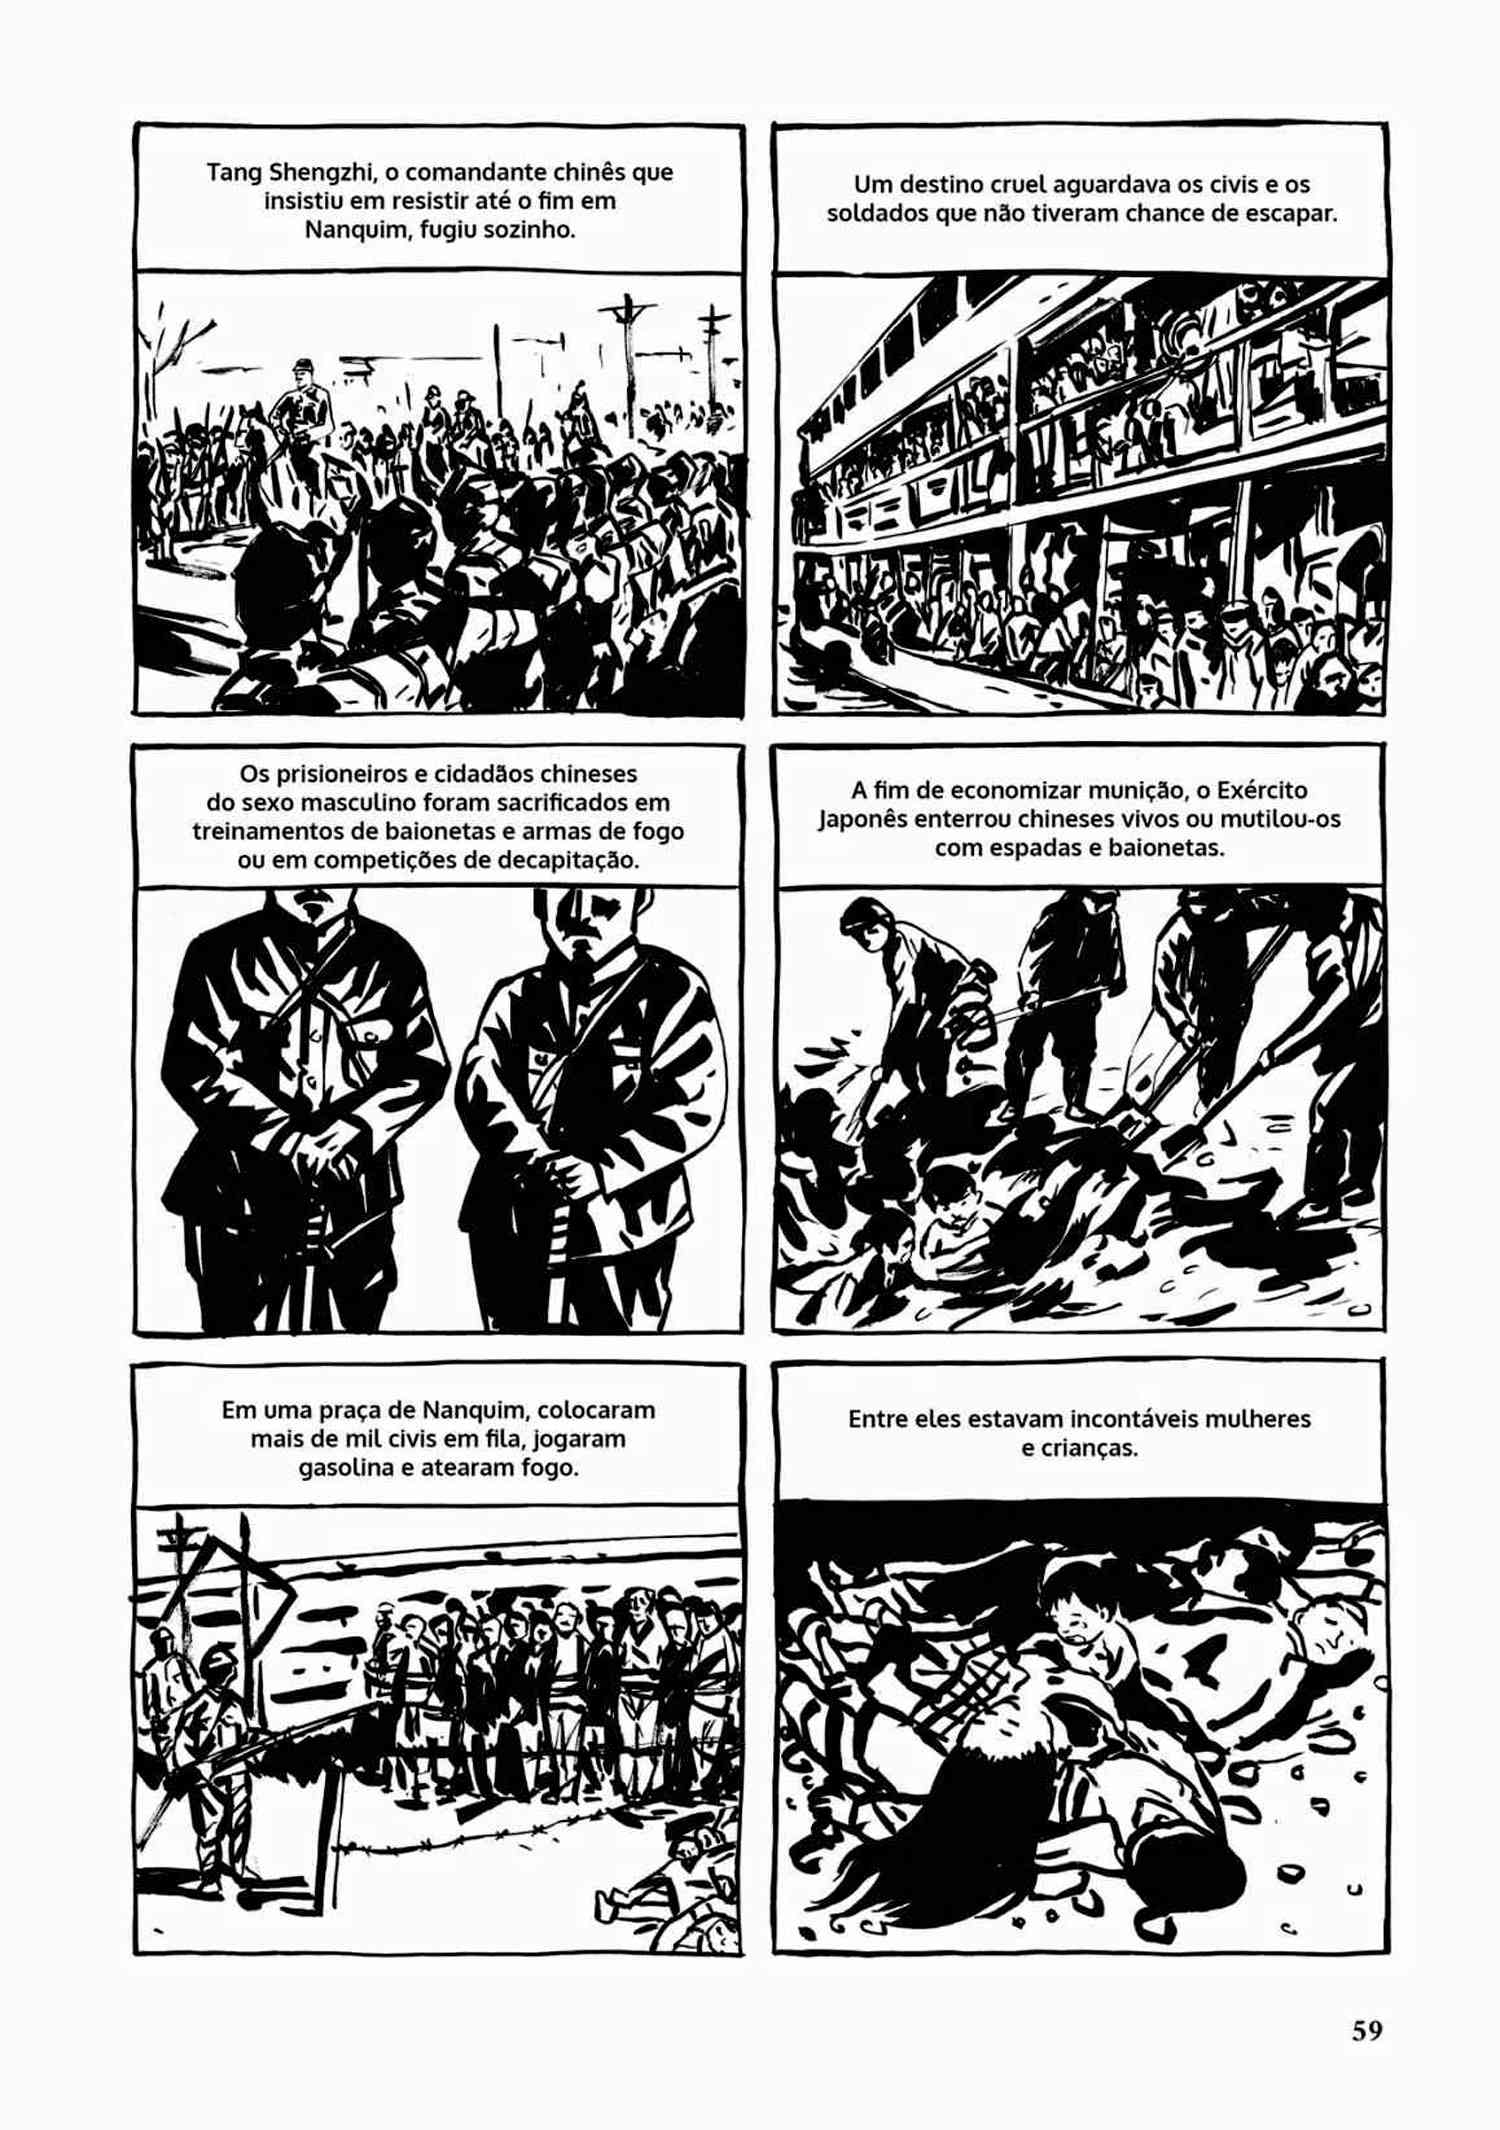 Tang Shengzhi, o comandante chinês que
insistiu em resistir até o fim em
Nanquim, fugiu sozinho.
Um destino cruel aguardava os civis e os
soldados que não tiveram chance de escapar.
Os prisioneiros e cidadãos chineses
do sexo masculino foram sacrificados em
treinamentos de baionetas e armas de fogo
ou em competições de decapitação.
A fim de economizar munição, o Exército
Japonês enterrou chineses vivos ou mutilou-os
com espadas e baionetas.
Em uma praça de Nanquim, colocaram
mais de mil civis em fila, jogaram
gasolina e atearam fogo.
Entre eles estavam incontáveis mulheres
e crianças.
59